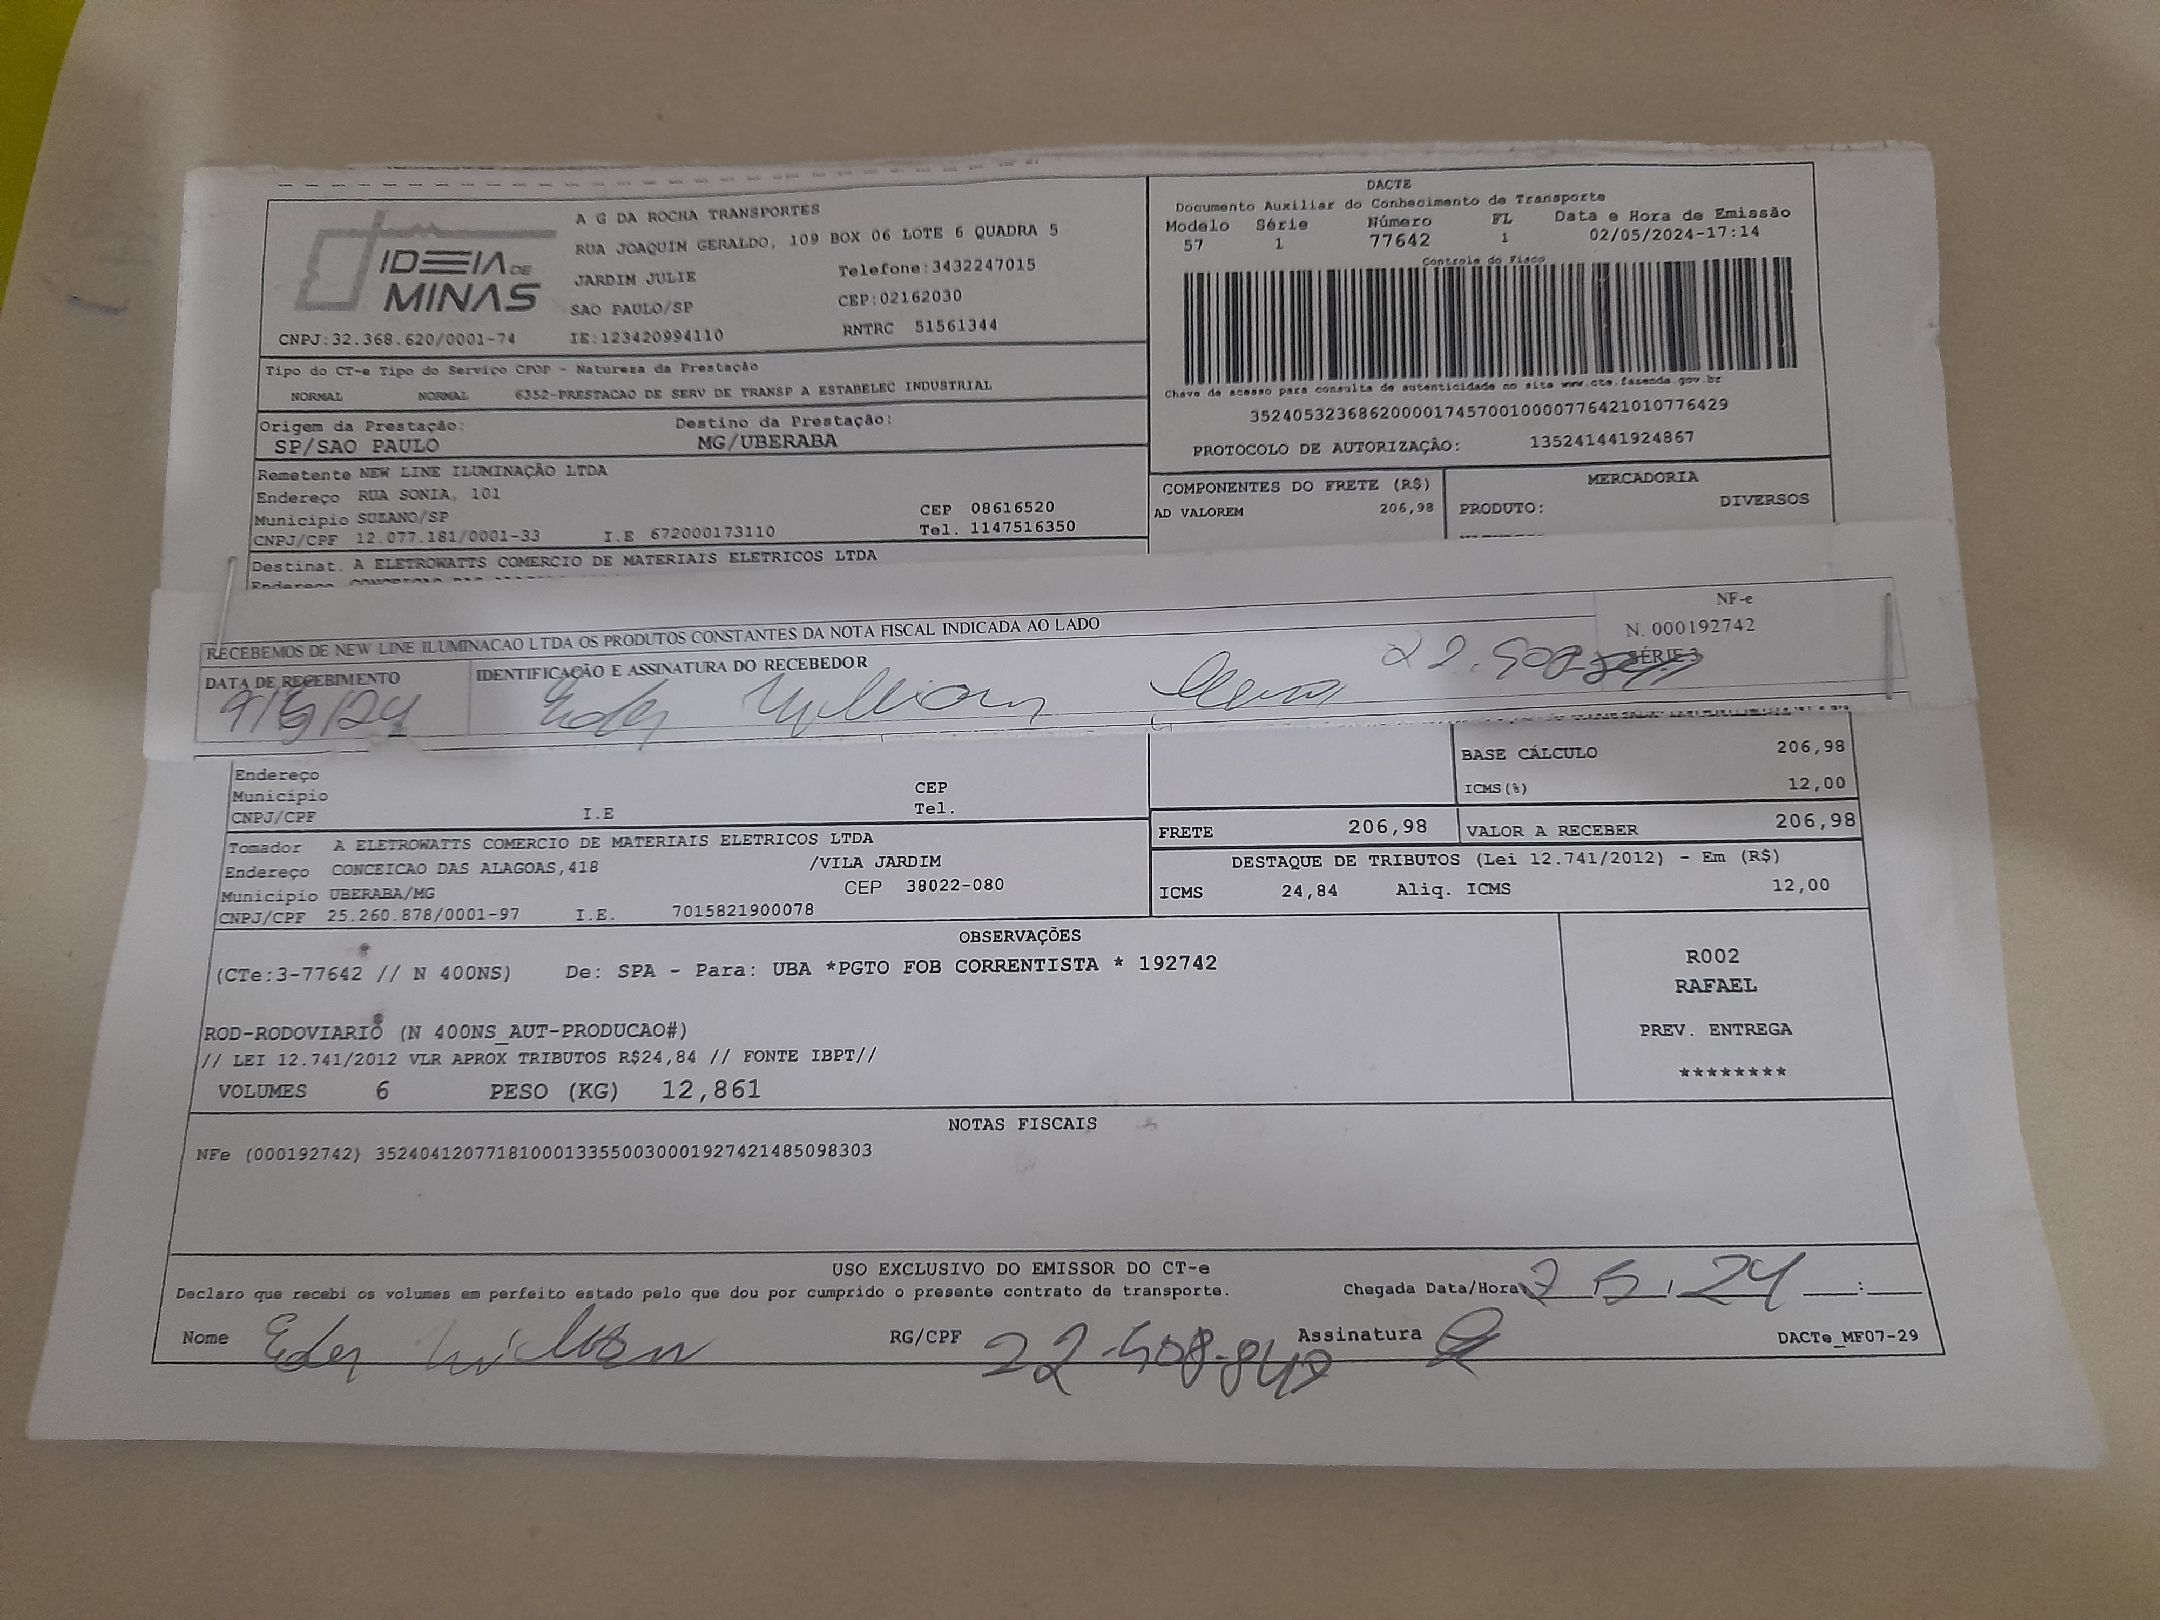 IDEIA DE MINAS
A G DA ROCHA TRANSPORTES
RUA JOAQUIM GERALDO, 109 BOX 06 LOTE 6 QUADRA 5
JARDIM JULIE Telefone:3432247015
SAO PAULO/SP CEP:02162030
CNPJ:32.368.620/0001-74 IE:123420994110 RNTRC 51561344
DACTE
Documento Auxiliar do Conhecimento de Transporte
Modelo Série Número FL Data e Hora de Emissão
57 1 77642 1 02/05/2024-17:14
Controle do Fisco
Chave de acesso para consulta de autenticidade no site www.cte.fazenda.gov.br
35240532368620000174570010000776421010776429
PROTOCOLO DE AUTORIZAÇÃO: 135241441924867
Tipo do CT-e Tipo do Serviço CFOP - Natureza da Prestação
NORMAL NORMAL 6352-PRESTACAO DE SERV DE TRANSP A ESTABELEC INDUSTRIAL
Origem da Prestação: Destino da Prestação:
SP/SAO PAULO MG/UBERABA
Remetente NEW LINE ILUMINAÇÃO LTDA
Endereço RUA SONIA, 101
Município SUZANO/SP CEP 08616520
CNPJ/CPF 12.077.181/0001-33 I.E 672000173110 Tel. 1147516350
Destinat. A ELETROWATTS COMERCIO DE MATERIAIS ELETRICOS LTDA
Endereço
COMPONENTES DO FRETE (R$)
AD VALOREM 206,98
MERCADORIA
PRODUTO: DIVERSOS
RECEBEMOS DE NEW LINE ILUMINACAO LTDA OS PRODUTOS CONSTANTES DA NOTA FISCAL INDICADA AO LADO
NF-e
N. 000192742
SÉRIE 3
DATA DE RECEBIMENTO IDENTIFICAÇÃO E ASSINATURA DO RECEBEDOR
7/5/24 Eder Willian
Endereço
Município CEP
CNPJ/CPF I.E Tel.
BASE CÁLCULO 206,98
ICMS(%) 12,00
FRETE 206,98 VALOR A RECEBER 206,98
Tomador A ELETROWATTS COMERCIO DE MATERIAIS ELETRICOS LTDA
Endereço CONCEICAO DAS ALAGOAS,418 /VILA JARDIM
Município UBERABA/MG CEP 38022-080
CNPJ/CPF 25.260.878/0001-97 I.E. 7015821900078
DESTAQUE DE TRIBUTOS (Lei 12.741/2012) - Em (R$)
ICMS 24,84 Aliq. ICMS 12,00
OBSERVAÇÕES
(CTe:3-77642 // N 400NS) De: SPA - Para: UBA *PGTO FOB CORRENTISTA * 192742
ROD-RODOVIARIO (N 400NS_AUT-PRODUCAO#)
// LEI 12.741/2012 VLR APROX TRIBUTOS R$24,84 // FONTE IBPT//
VOLUMES 6 PESO (KG) 12,861
R002
RAFAEL
PREV. ENTREGA
********
NOTAS FISCAIS
NFe (000192742) 35240412077181000133550030001927421485098303
USO EXCLUSIVO DO EMISSOR DO CT-e
Declaro que recebi os volumes em perfeito estado pelo que dou por cumprido o presente contrato de transporte. Chegada Data/Hora 7 5 24 :
Nome Eder Willian RG/CPF Assinatura DACTe_MF07-29